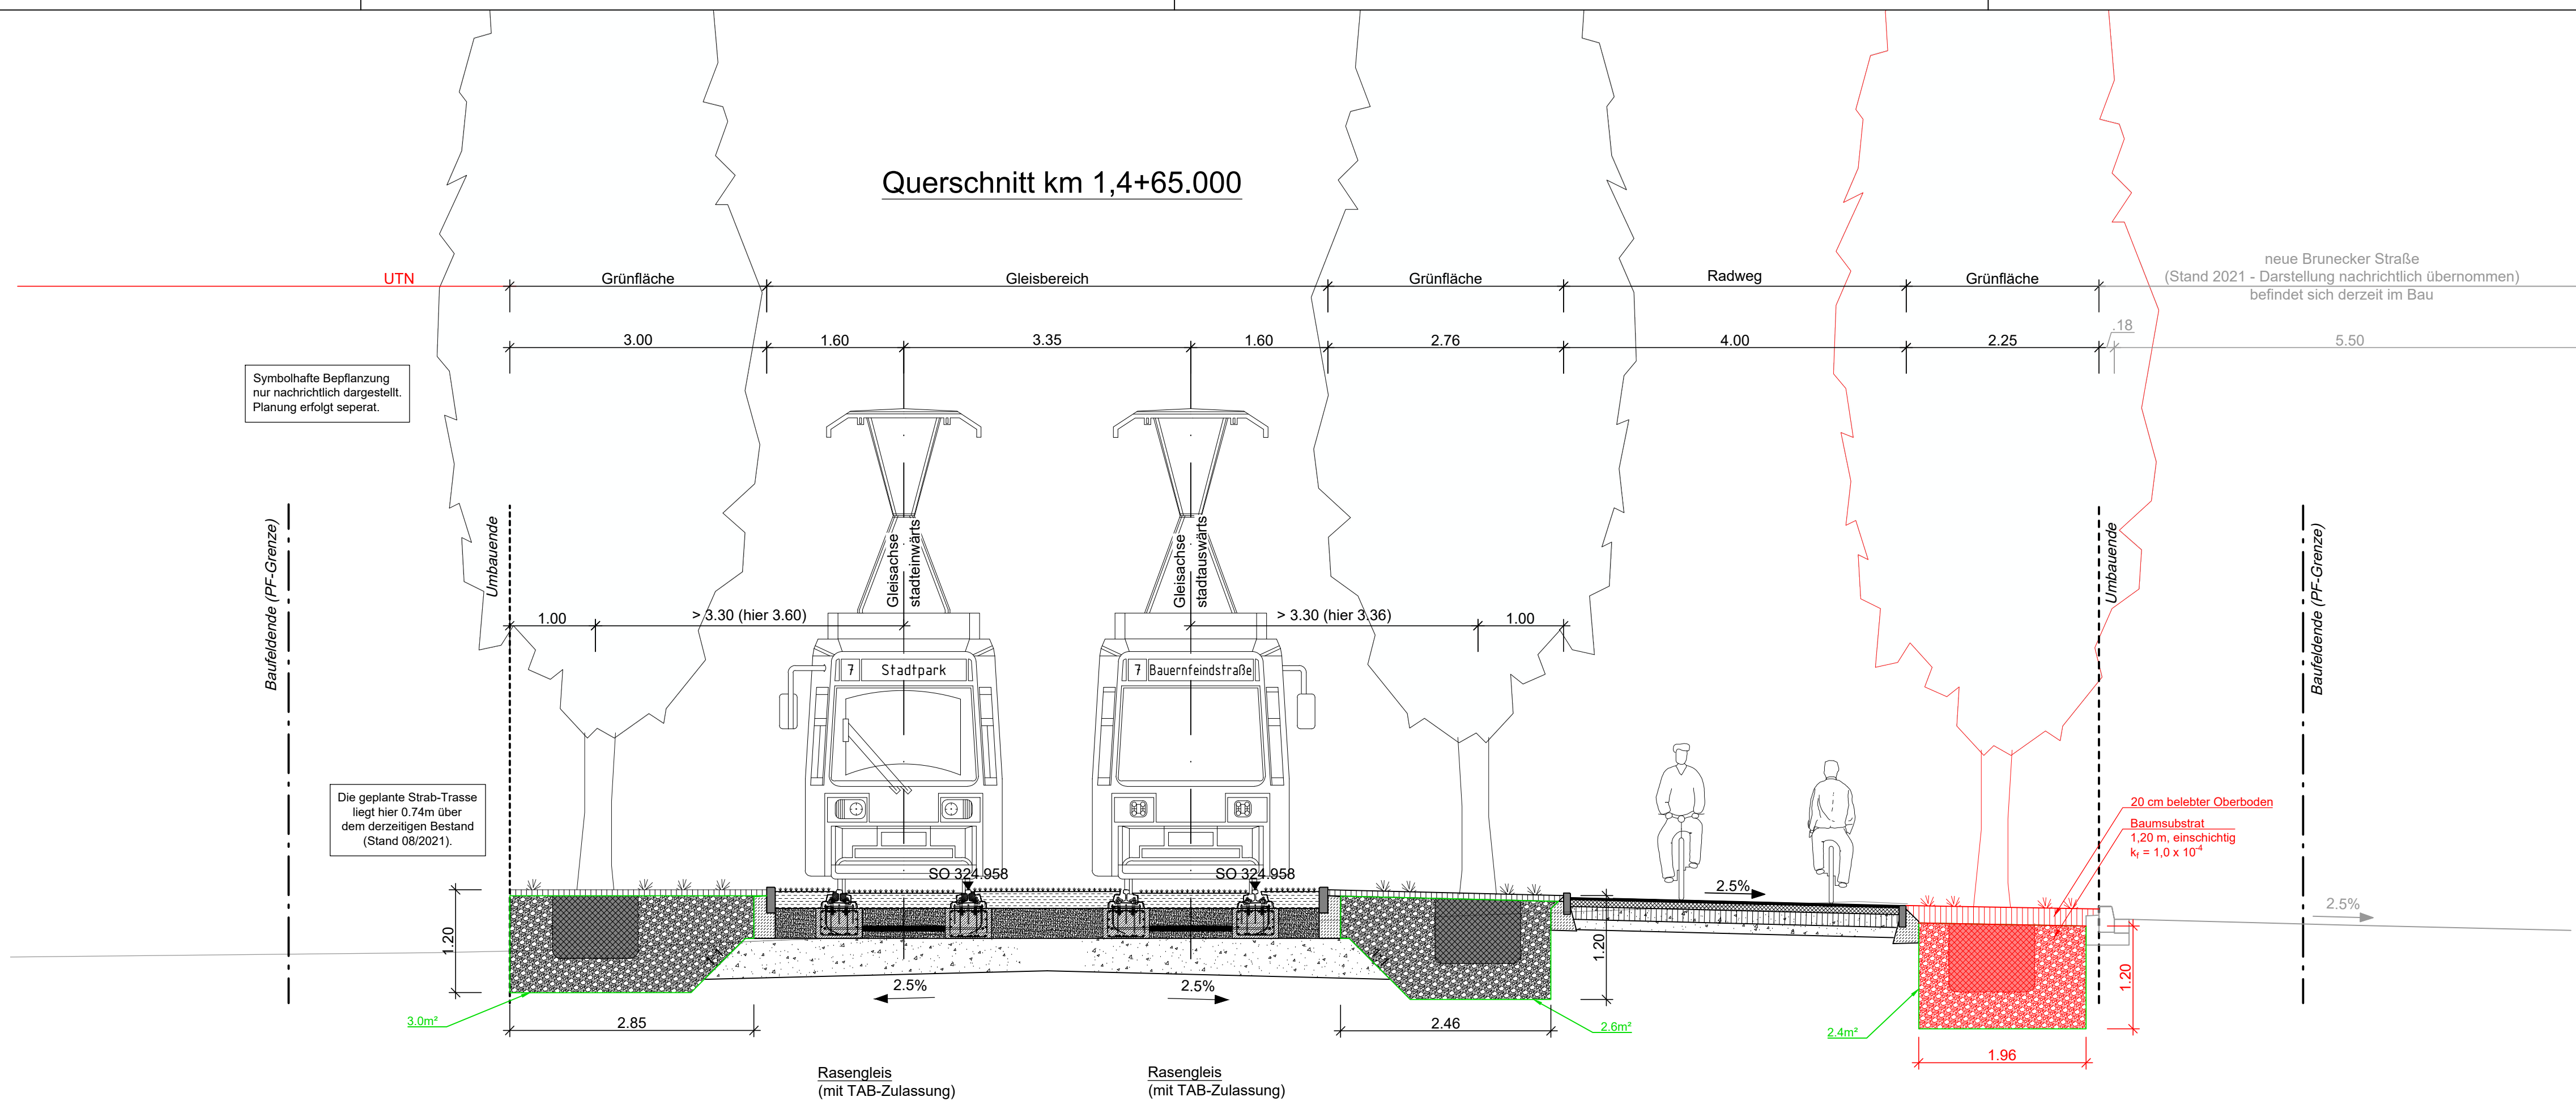 Querschnitt km 1,4+65.000
UTN
Grünfläche
Gleisbereich
Grünfläche
Radweg
Grünfläche
neue Brunecker Straße
(Stand 2021 - Darstellung nachrichtlich übernommen)
befindet sich derzeit im Bau
3.00
1.60
3.35
1.60
2.76
4.00
2.25
.18
5.50
Symbolhafte Bepflanzung
nur nachrichtlich dargestellt.
Planung erfolgt seperat.
Baufeldende (PF-Grenze)
Umbauende
Gleisachse
stadteinwärts
Gleisachse
stadtauswärts
Umbauende
Baufeldende (PF-Grenze)
1.00
> 3.30 (hier 3.60)
> 3.30 (hier 3.36)
1.00
7 Stadtpark
7 Bauernfeindstraße
Die geplante Strab-Trasse
liegt hier 0.74m über
dem derzeitigen Bestand
(Stand 08/2021).
20 cm belebter Oberboden
Baumsubstrat
1,20 m, einschichtig
kf = 1,0 x 10-4
SO 324.958
SO 324.958
2.5%
2.5%
1.20
1.20
1.20
2.5%
2.5%
3.0m²
2.85
2.46
2.6m²
2.4m²
1.96
Rasengleis
(mit TAB-Zulassung)
Rasengleis
(mit TAB-Zulassung)